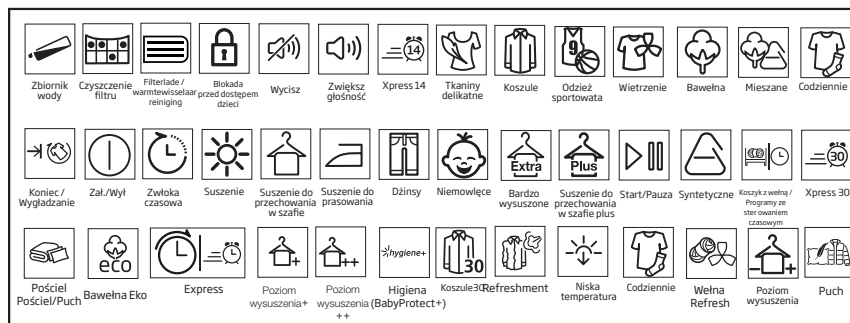 14
9
Zbiornik wody
Czyszczenie filtru
Filterlade / warmtewisselaar reiniging
Blokada przed dostępem dzieci
Wycisz
Zwiększ głośność
Xpress 14
Tkaniny delikatne
Koszule
Odzież sportowata
Wietrzenie
Bawełna
Mieszane
Codziennie
Extra
Plus
30
Koniec / Wygładzanie
Zał./Wył
Zwłoka czasowa
Suszenie
Suszenie do przechowania w szafie
Suszenie do prasowania
Dżinsy
Niemowlęce
Bardzo wysuszone
Suszenie do przechowania w szafie plus
Start/Pauza
Syntetyczne
Koszyk z wełną / Programy ze ster owaniem czasowym
Xpress 30
eco
+
++
hygiene+
30
- +
Pościel Pościel/Puch
Bawełna Eko
Express
Poziom wysuszenia+
Poziom wysuszenia ++
Higiena (BabyProtect+)
Koszule30
Refreshment
Niska temperatura
Codziennie
Wełna Refresh
Poziom wysuszenia
Puch